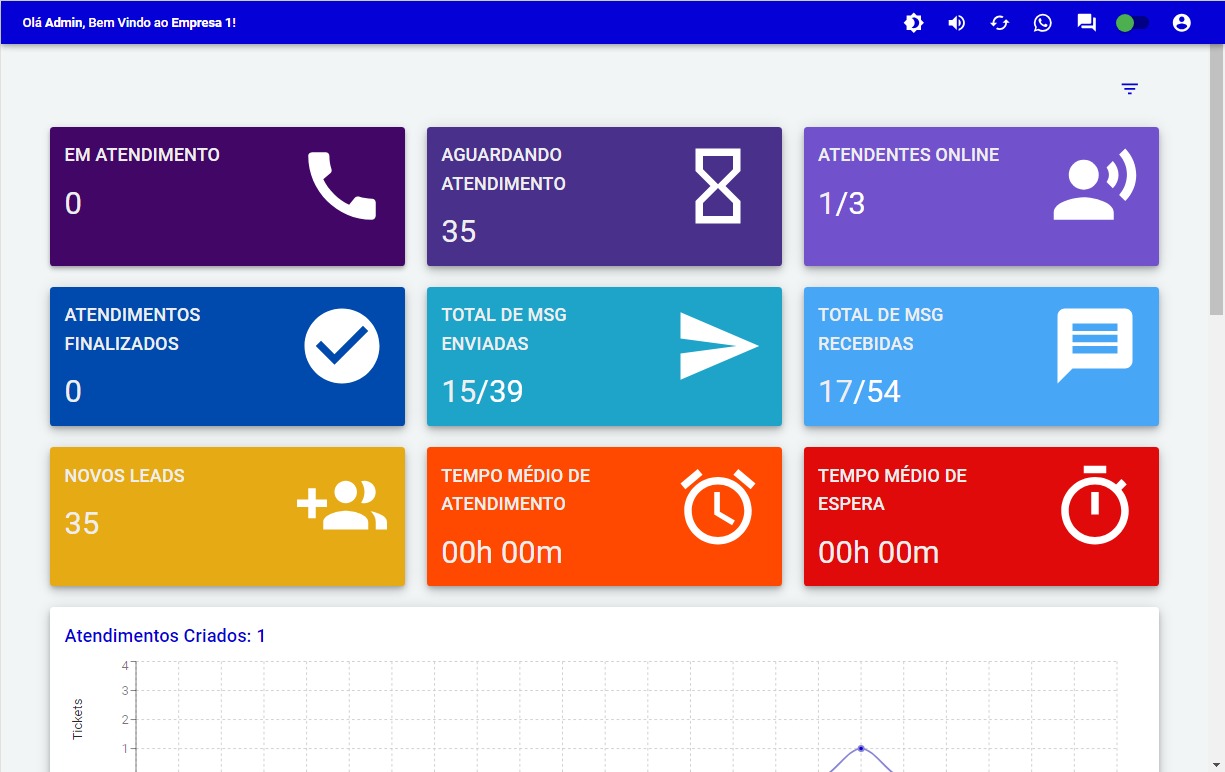 Olá Admin, Bem Vindo ao Empresa 1!
EM ATENDIMENTO
0
AGUARDANDO
ATENDIMENTO
35
ATENDENTES ONLINE
1/3
ATENDIMENTOS
FINALIZADOS
0
TOTAL DE MSG
ENVIADAS
15/39
TOTAL DE MSG
RECEBIDAS
17/54
NOVOS LEADS
35
TEMPO MÉDIO DE
ATENDIMENTO
00h 00m
TEMPO MÉDIO DE
ESPERA
00h 00m
Atendimentos Criados: 1
4
3
2
1
Tickets